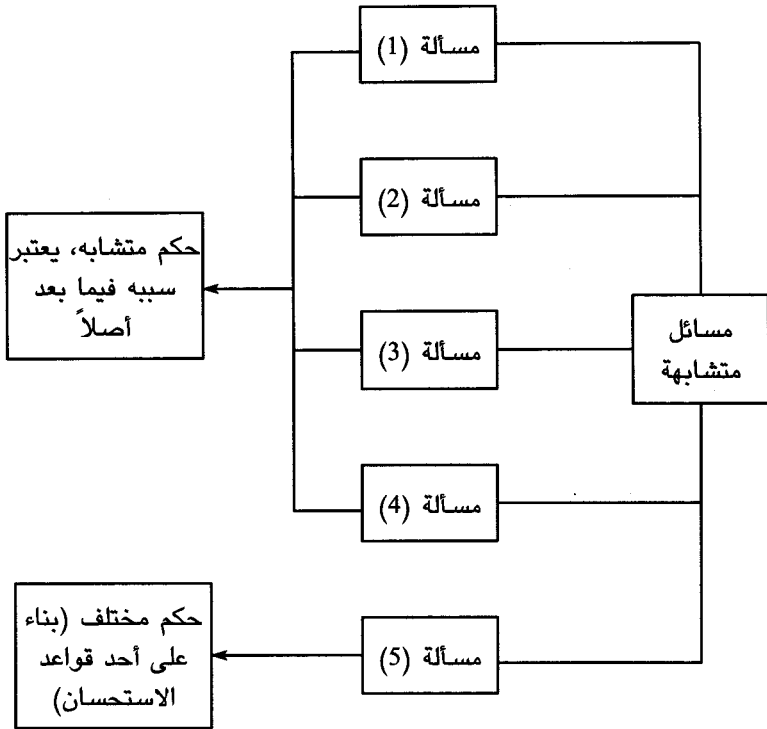 مسألة (1)
مسألة (2)
حكم متشابه، يعتبر
سببه فيما بعد
أصلاً
مسائل
متشابهة
مسألة (3)
مسألة (4)
مسألة (5)
حكم مختلف (بناء
على أحد قواعد
الاستحسان)